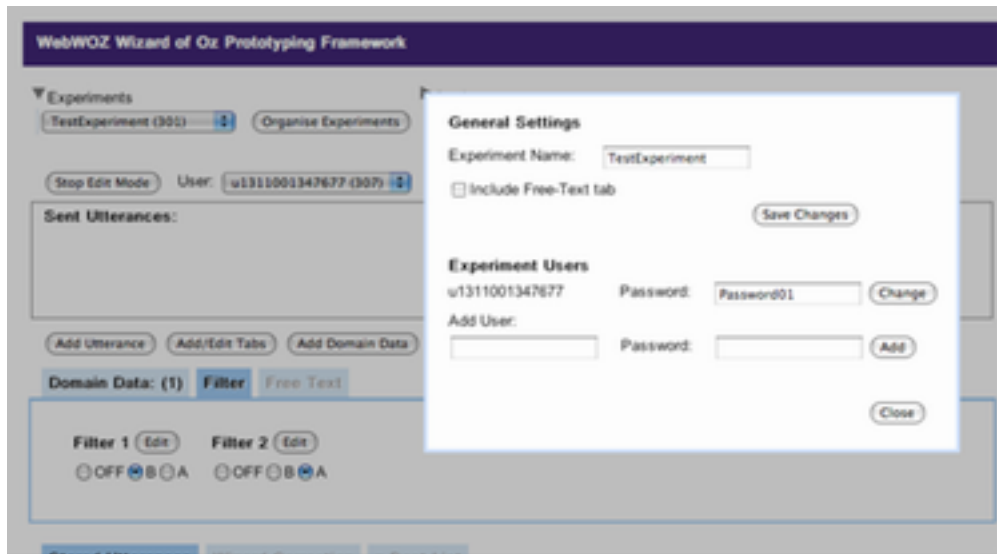 WebWOZ Wizard of Oz Prototyping Framework
Experiments
TestExperiment (301) Organise Experiments
Stop Edit Mode User: u1311001347677 (307)
Sent Utterances:
Add Utterance Add/Edit Tabs Add Domain Data
Domain Data: (1) Filter Free Text
Filter 1 Edit Filter 2 Edit
OFF B A OFF B A
General Settings
Experiment Name: TestExperiment
Include Free-Text tab
Save Changes
Experiment Users
u1311001347677 Password: Password01 Change
Add User:
Password: Add
Close